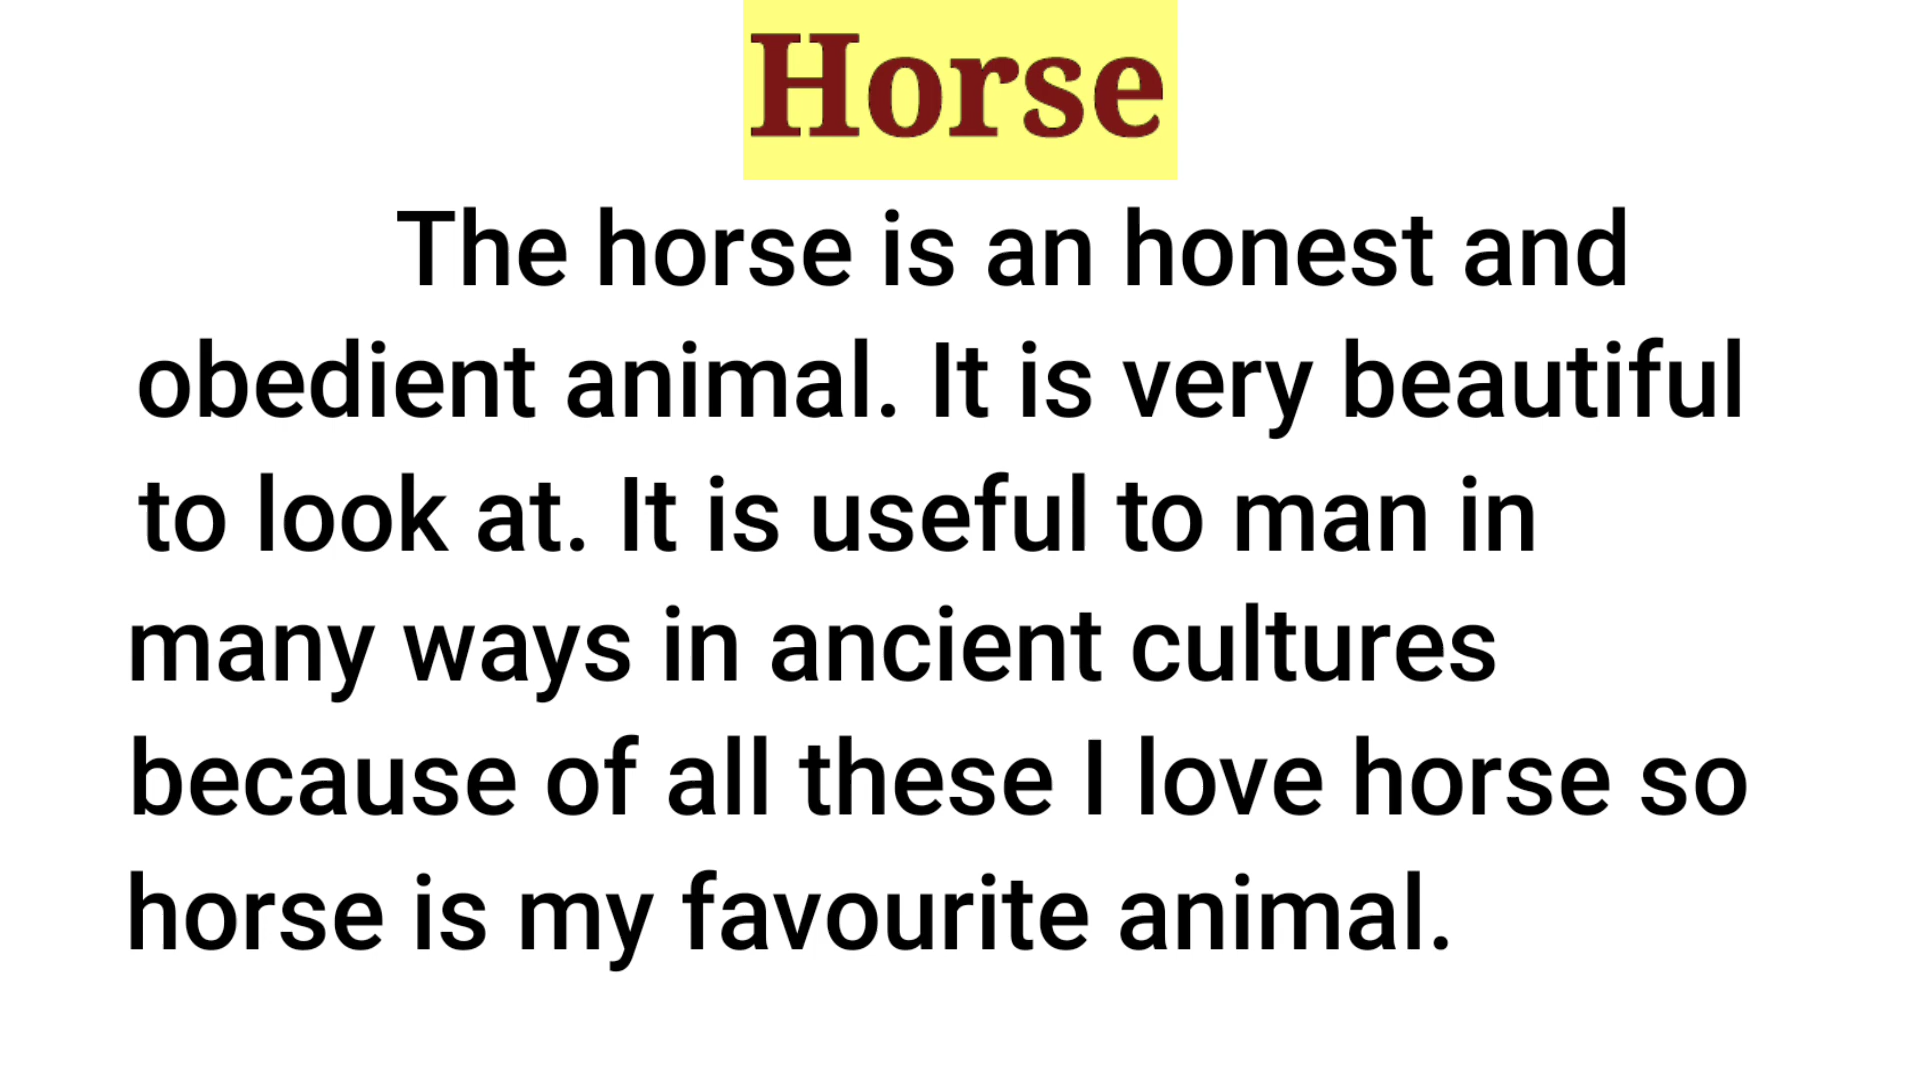 Horse
The horse is an honest and
obedient animal. It is very beautiful
to look at. It is useful to man in
many ways in ancient cultures
because of all these I love horse so
horse is my favourite animal.